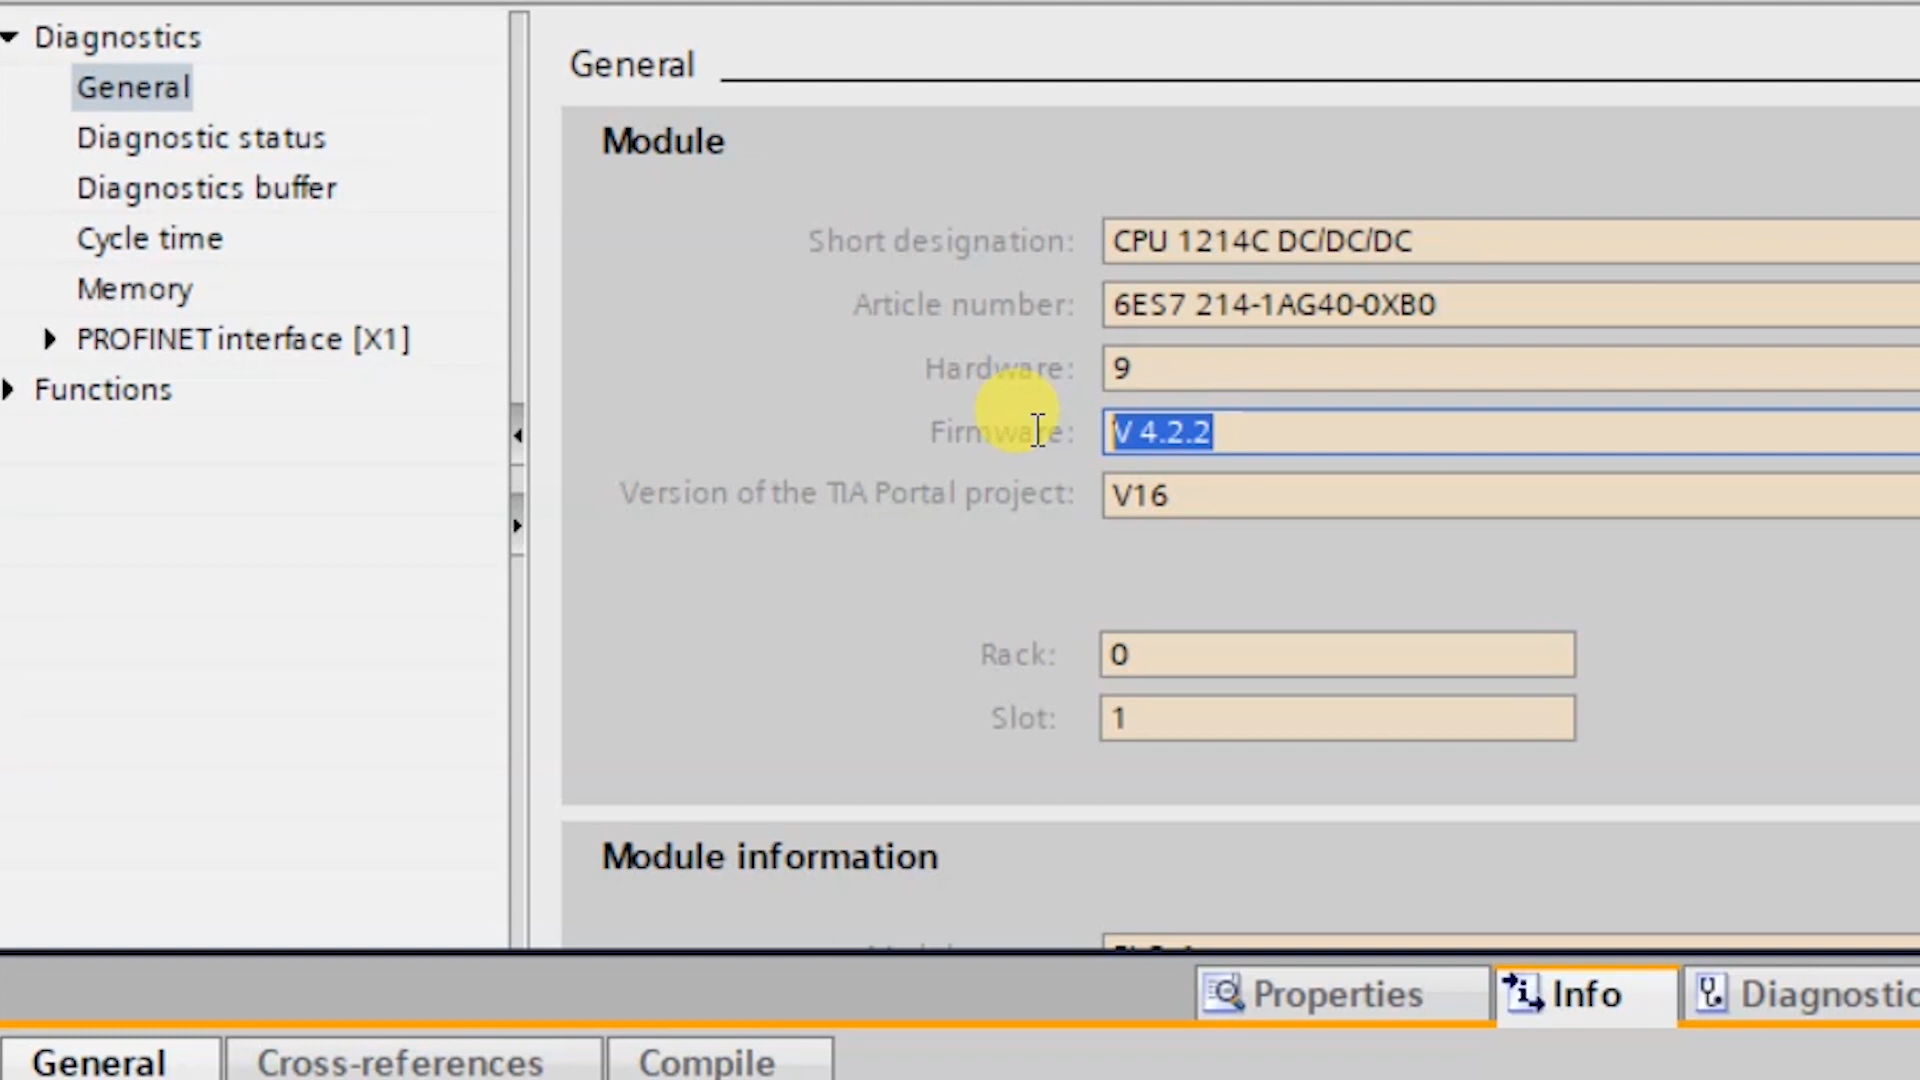 Diagnostics
General
Diagnostic status
Diagnostics buffer
Cycle time
Memory
PROFINET interface [X1]
Functions
General
Module
Short designation: CPU 1214C DC/DC/DC
Article number: 6ES7 214-1AG40-0XB0
Hardware: 9
Firmware: V 4.2.2
Version of the TIA Portal project: V16
Rack: 0
Slot: 1
Module information
Properties
Info
Diagnostic
General
Cross-references
Compile